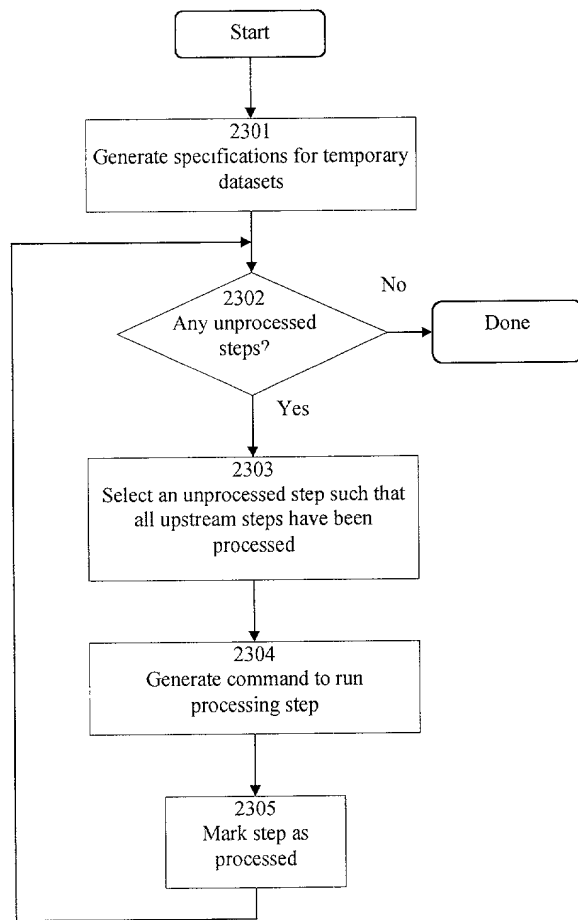 Start
2301
Generate specifications for temporary
datasets
2302
Any unprocessed
steps?
No
Done
Yes
2303
Select an unprocessed step such that
all upstream steps have been
processed
2304
Generate command to run
processing step
2305
Mark step as
processed